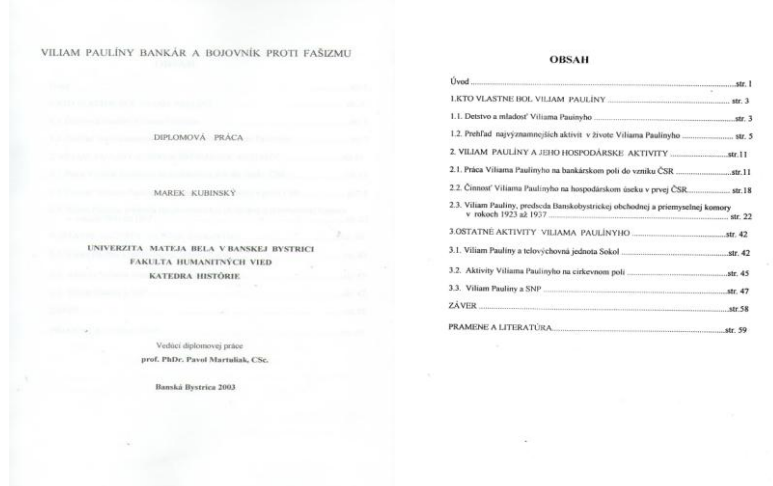 VILIAM PAULÍNY BANKÁR A BOJOVNÍK PROTI FAŠIZMU
DIPLOMOVÁ PRÁCA
MAREK KUBINSKÝ
UNIVERZITA MATEJA BELA V BANSKEJ BYSTRICI
FAKULTA HUMANITNÝCH VIED
KATEDRA HISTÓRIE
Vedúci diplomovej práce
prof. PhDr. Pavol Martuliak, CSc.
Banská Bystrica 2003
OBSAH
Úvod ........ str. 1
1.KTO VLASTNE BOL VILIAM PAULÍNY ........ str. 3
1.1. Detstvo a mladosť Viliama Paulínyho ........ str. 3
1.2. Prehľad najvýznamnejších aktivít v živote Viliama Paulínyho ........ str. 5
2. VILIAM PAULÍNY A JEHO HOSPODÁRSKE AKTIVITY ........ str.11
2.1. Práca Viliama Paulínyho na bankárskom poli do vzniku ČSR ........ str.11
2.2. Činnosť Viliama Paulínyho na hospodárskom úseku v prvej ČSR ........ str.18
2.3. Viliam Paulíny, predseda Banskobystrickej obchodnej a priemyselnej komory
v rokoch 1923 až 1937 ........ str. 22
3.OSTATNÉ AKTIVITY VILIAMA PAULÍNYHO ........ str. 42
3.1. Viliam Paulíny a telovýchovná jednota Sokol ........ str. 42
3.2. Aktivity Viliama Paulínyho na cirkevnom poli ........ str. 45
3.3. Viliam Paulíny a SNP ........ str. 47
ZÁVER ........ str.58
PRAMENE A LITERATÚRA ........ str. 59